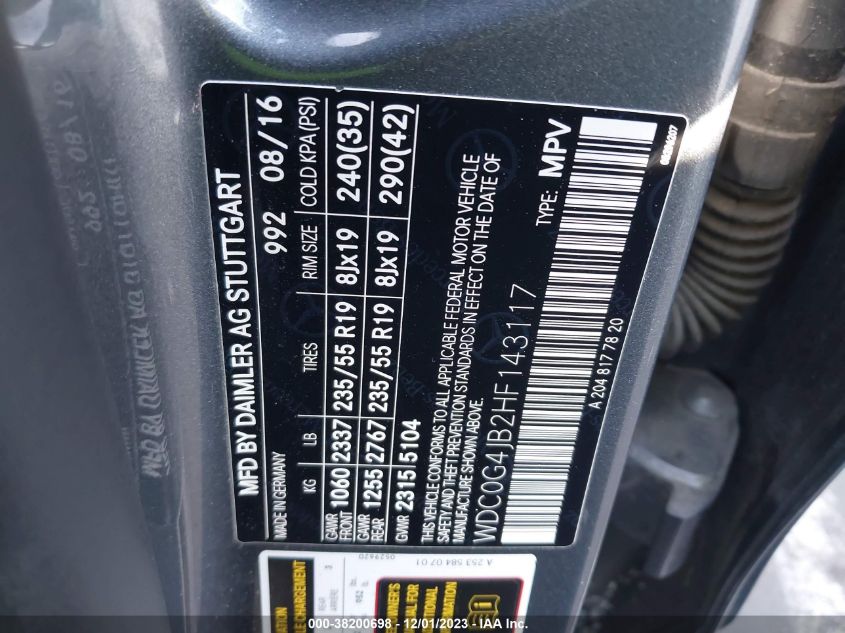 MFD BY DAIMLER AG STUTTGART
MADE IN GERMANY 992 08/16
KG LB TIRES RIM SIZE COLD KPA (PSI)
GAWR FRONT 1060 2337 235/55 R19 8Jx19 240(35)
GAWR REAR 1255 2767 235/55 R19 8Jx19 290(42)
GVWR 2315 5104
THIS VEHICLE CONFORMS TO ALL APPLICABLE FEDERAL MOTOR VEHICLE
SAFETY AND THEFT PREVENTION STANDARDS IN EFFECT ON THE DATE OF
MANUFACTURE SHOWN ABOVE.
WDC0G4JB2HF143117 TYPE: MPV
A 204 817 78 20
A 253 584 07 01
000-38200698 - 12/01/2023 - IAA Inc.